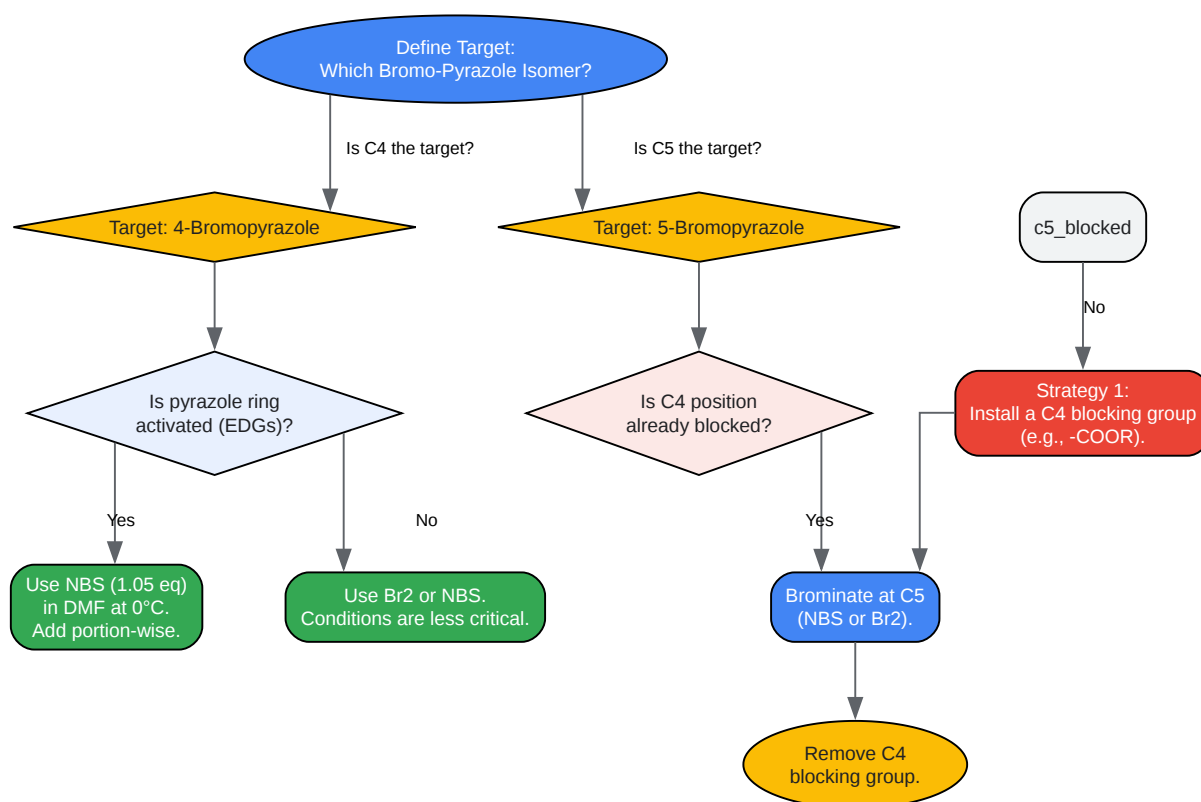 Define Target:
Which Bromo-Pyrazole Isomer?
Is C4 the target?
Is C5 the target?
Target: 4-Bromopyrazole
Target: 5-Bromopyrazole
c5_blocked
No
Is pyrazole ring
activated (EDGs)?
Is C4 position
already blocked?
Strategy 1:
Install a C4 blocking group
(e.g., -COOR).
Yes
No
Yes
Use NBS (1.05 eq)
in DMF at 0°C.
Add portion-wise.
Use Br2 or NBS.
Conditions are less critical.
Brominate at C5
(NBS or Br2).
Remove C4
blocking group.